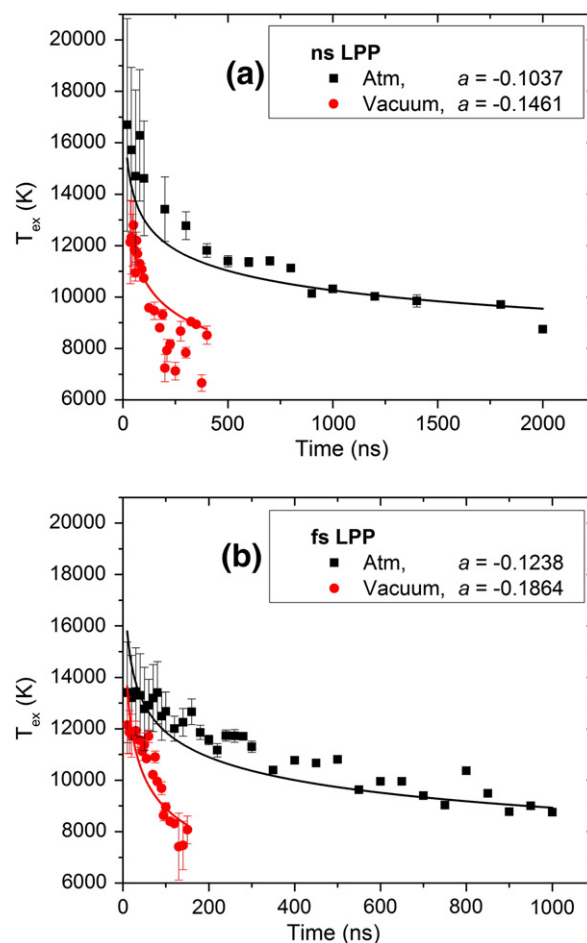 20000
18000
16000
14000
12000
10000
8000
6000
T_ex (K)
(a)
ns LPP
Atm, a = -0.1037
Vacuum, a = -0.1461
0 500 1000 1500 2000
Time (ns)
20000
18000
16000
14000
12000
10000
8000
6000
T_ex (K)
(b)
fs LPP
Atm, a = -0.1238
Vacuum, a = -0.1864
0 200 400 600 800 1000
Time (ns)